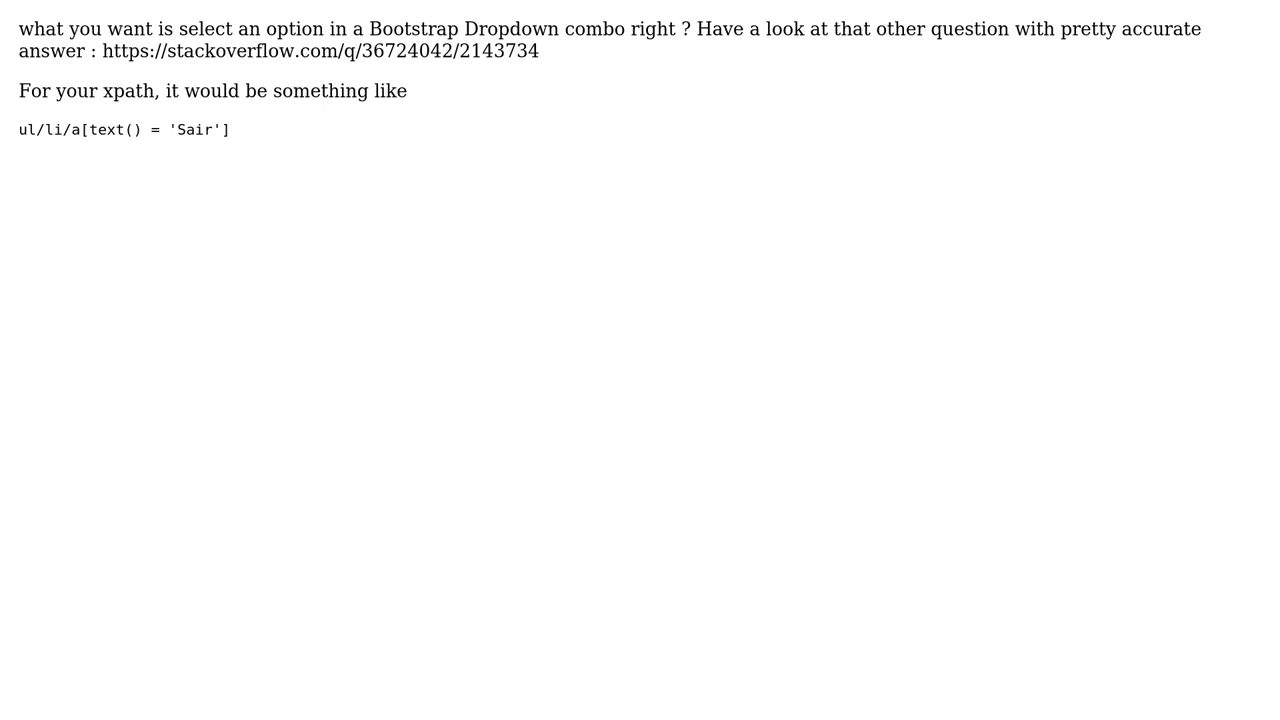 what you want is select an option in a Bootstrap Dropdown combo right ? Have a look at that other question with pretty accurate
answer : https://stackoverflow.com/q/36724042/2143734
For your xpath, it would be something like
ul/li/a[text() = 'Sair']